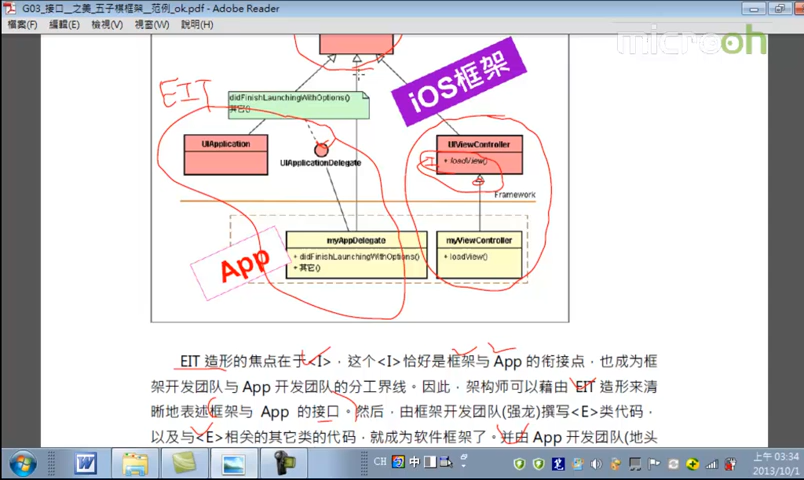 G03_接口__之美_五子棋框架__范例_ok.pdf - Adobe Reader
檔案(F) 編輯(E) 檢視(V) 視窗(W) 說明(H)
microoh
EIT
iOS框架
didFinishLaunchingWithOptions()
其它()
UIApplication
UIApplicationDelegate
UIViewController
I
+ loadView()
Framework
App
myAppDelegate
+ didFinishLaunchingWithOptions()
+ 其它()
myViewController
+ loadView()
EIT 造形的焦点在于<I>，这个<I>恰好是框架与 App 的衔接点，也成为框
架开发团队与 App 开发团队的分工界线。因此，架构师可以藉由 EIT 造形来清
晰地表述框架与 App 的接口。然后，由框架开发团队(强龙)撰写<E>类代码，
以及与<E>相关的其它类的代码，就成为软件框架了。并由 App 开发团队(地头
CH
上午 03:34
2013/10/1